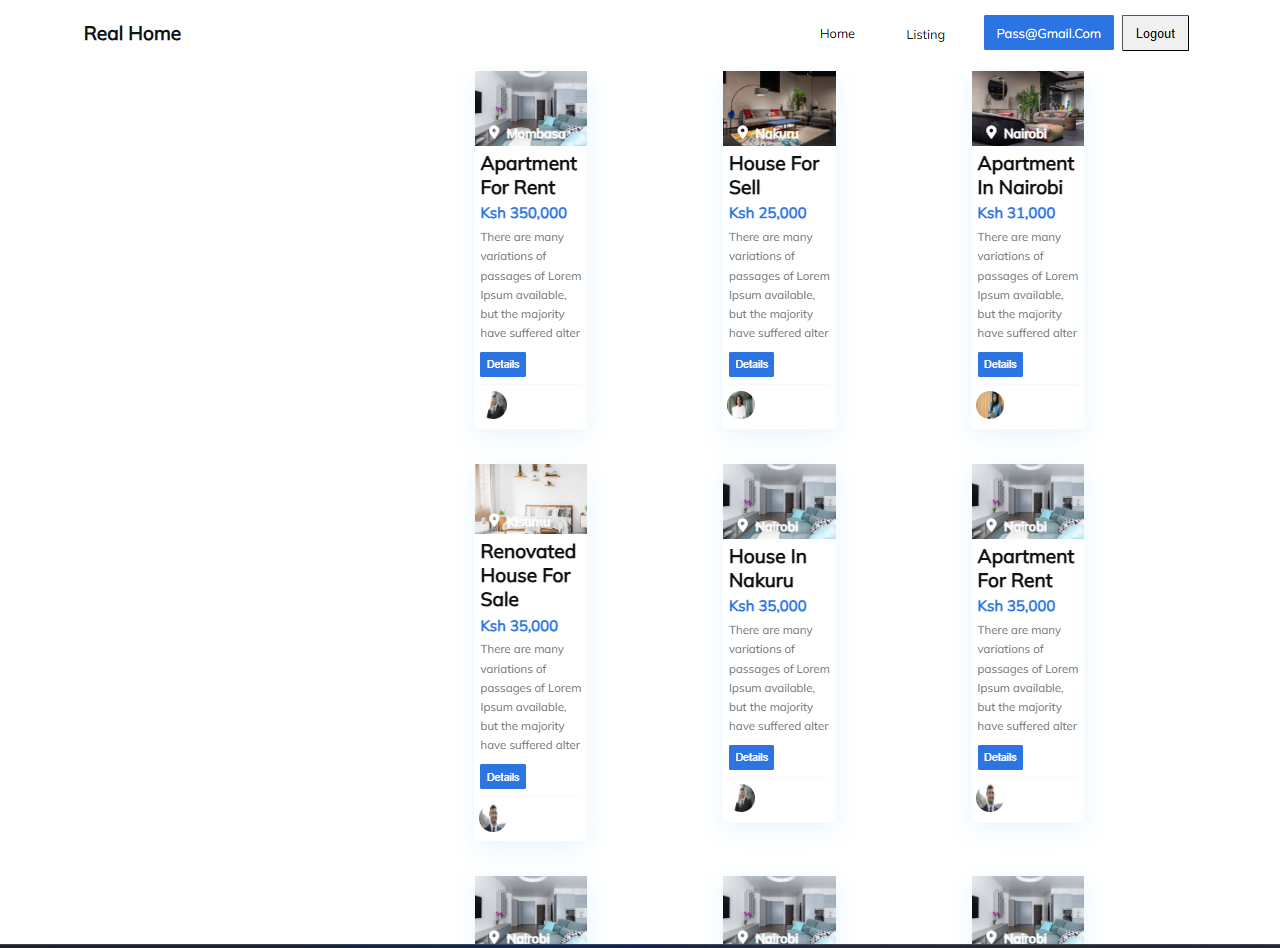 Real Home
Home
Listing
Pass@Gmail.Com
Logout
Mombasa
Apartment
For Rent
Ksh 350,000
There are many
variations of
passages of Lorem
Ipsum available,
but the majority
have suffered alter
Details
Nakuru
House For
Sell
Ksh 25,000
There are many
variations of
passages of Lorem
Ipsum available,
but the majority
have suffered alter
Details
Nairobi
Apartment
In Nairobi
Ksh 31,000
There are many
variations of
passages of Lorem
Ipsum available,
but the majority
have suffered alter
Details
Kisumu
Renovated
House For
Sale
Ksh 35,000
There are many
variations of
passages of Lorem
Ipsum available,
but the majority
have suffered alter
Details
Nairobi
House In
Nakuru
Ksh 35,000
There are many
variations of
passages of Lorem
Ipsum available,
but the majority
have suffered alter
Details
Nairobi
Apartment
For Rent
Ksh 35,000
There are many
variations of
passages of Lorem
Ipsum available,
but the majority
have suffered alter
Details
Nairobi
Nairobi
Nairobi